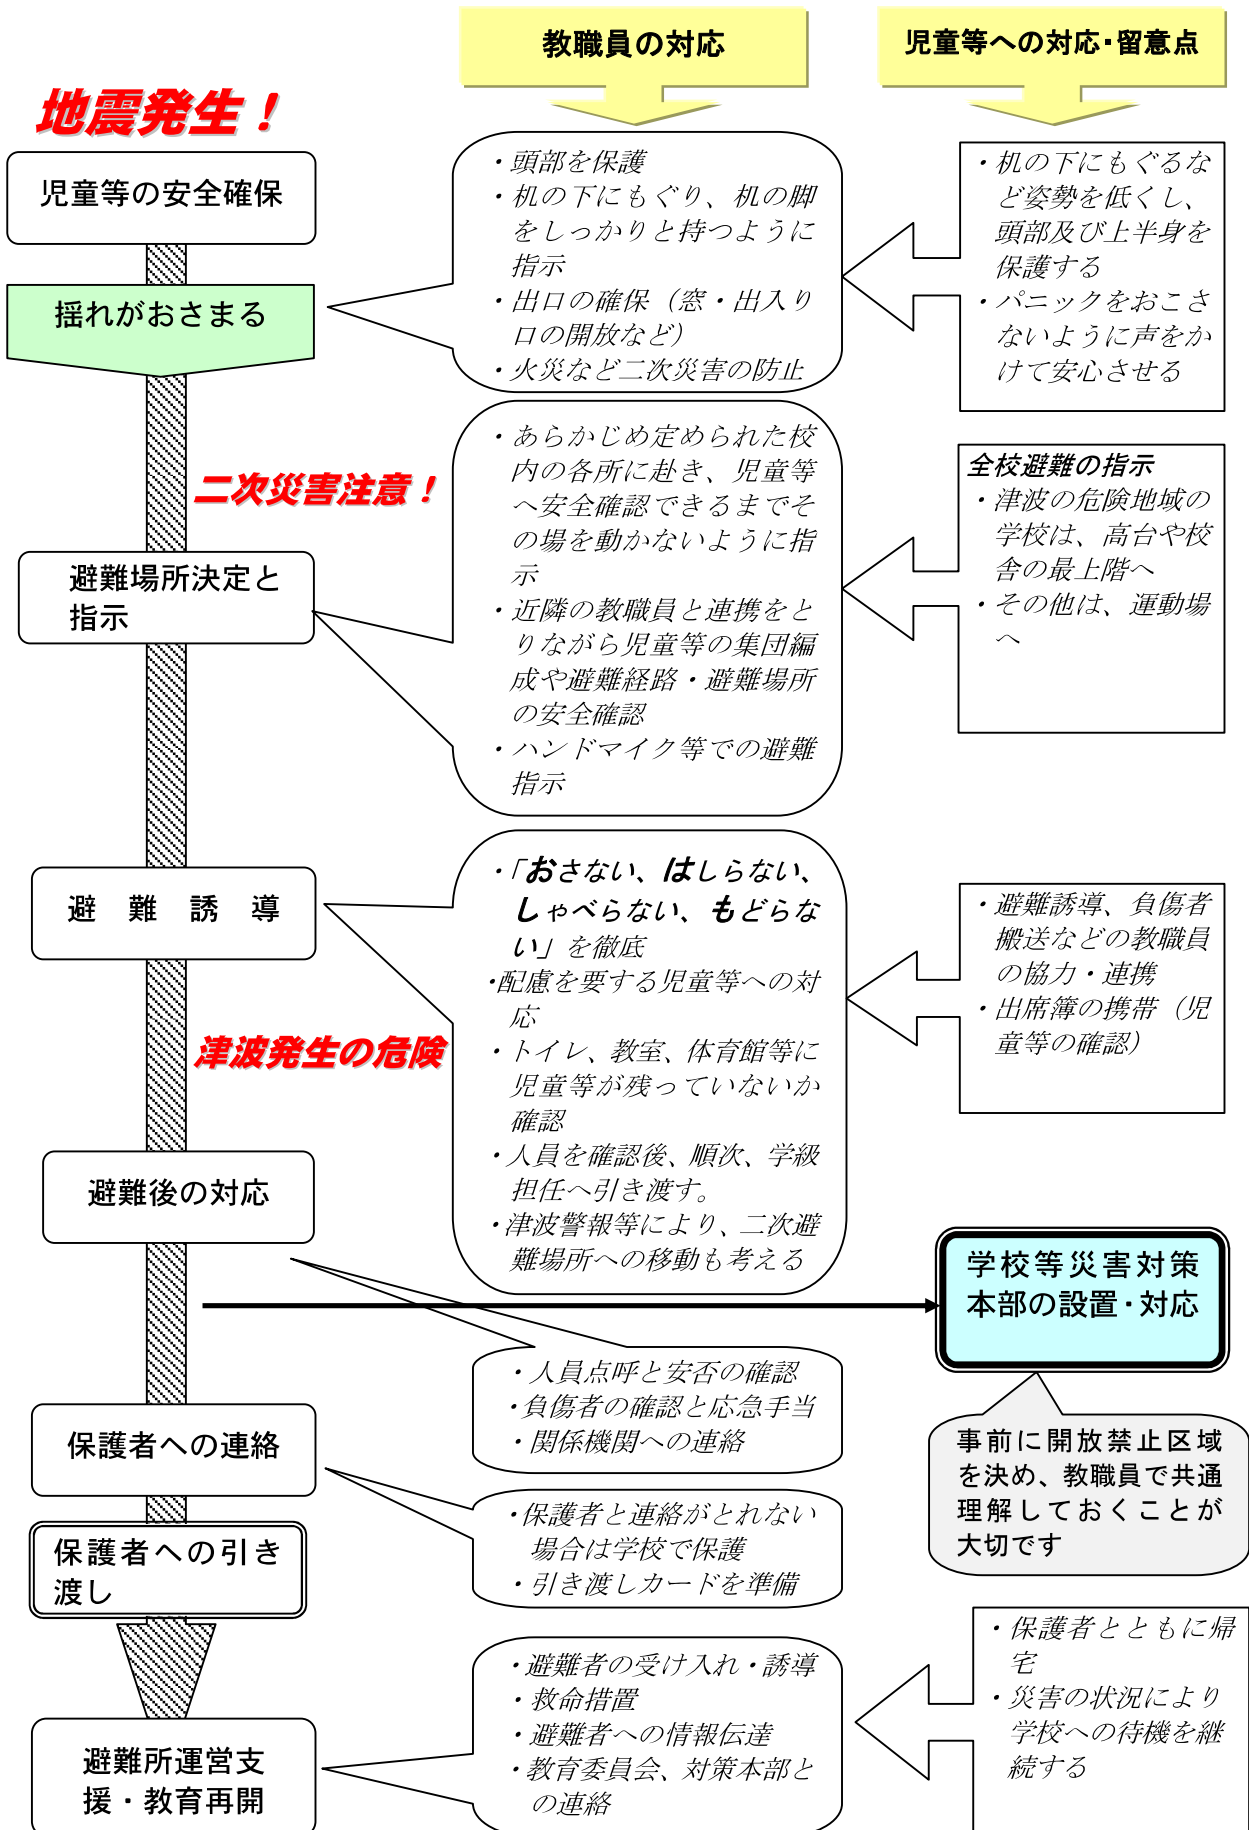 教職員の対応
児童等への対応・留意点
地震発生！
児童等の安全確保
揺れがおさまる
・頭部を保護
・机の下にもぐり、机の脚
をしっかりと持つように
指示
・出口の確保（窓・出入り
口の開放など）
・火災など二次災害の防止
・机の下にもぐるな
ど姿勢を低くし、
頭部及び上半身を
保護する
・パニックをおこさ
ないように声をか
けて安心させる
二次災害注意！
避難場所決定と
指示
・あらかじめ定められた校
内の各所に赴き、児童等
へ安全確認できるまでそ
の場を動かないように指
示
・近隣の教職員と連携をと
りながら児童等の集団編
成や避難経路・避難場所
の安全確認
・ハンドマイク等での避難
指示
全校避難の指示
・津波の危険地域の
学校は、高台や校
舎の最上階へ
・その他は、運動場
へ
避　難　誘　導
・「おさない、はしらない、
しゃべらない、もどらな
い」を徹底
・配慮を要する児童等への対
応
・トイレ、教室、体育館等に
児童等が残っていないか
確認
・人員を確認後、順次、学級
担任へ引き渡す。
・津波警報等により、二次避
難場所への移動も考える
・避難誘導、負傷者
搬送などの教職員
の協力・連携
・出席簿の携帯（児
童等の確認）
津波発生の危険
避難後の対応
学校等災害対策
本部の設置・対応
・人員点呼と安否の確認
・負傷者の確認と応急手当
・関係機関への連絡
事前に開放禁止区域
を決め、教職員で共通
理解しておくことが
大切です
保護者への連絡
・保護者と連絡がとれない
場合は学校で保護
・引き渡しカードを準備
保護者への引き
渡し
避難所運営支
援・教育再開
・避難者の受け入れ・誘導
・救命措置
・避難者への情報伝達
・教育委員会、対策本部と
の連絡
・保護者とともに帰
宅
・災害の状況により
学校への待機を継
続する